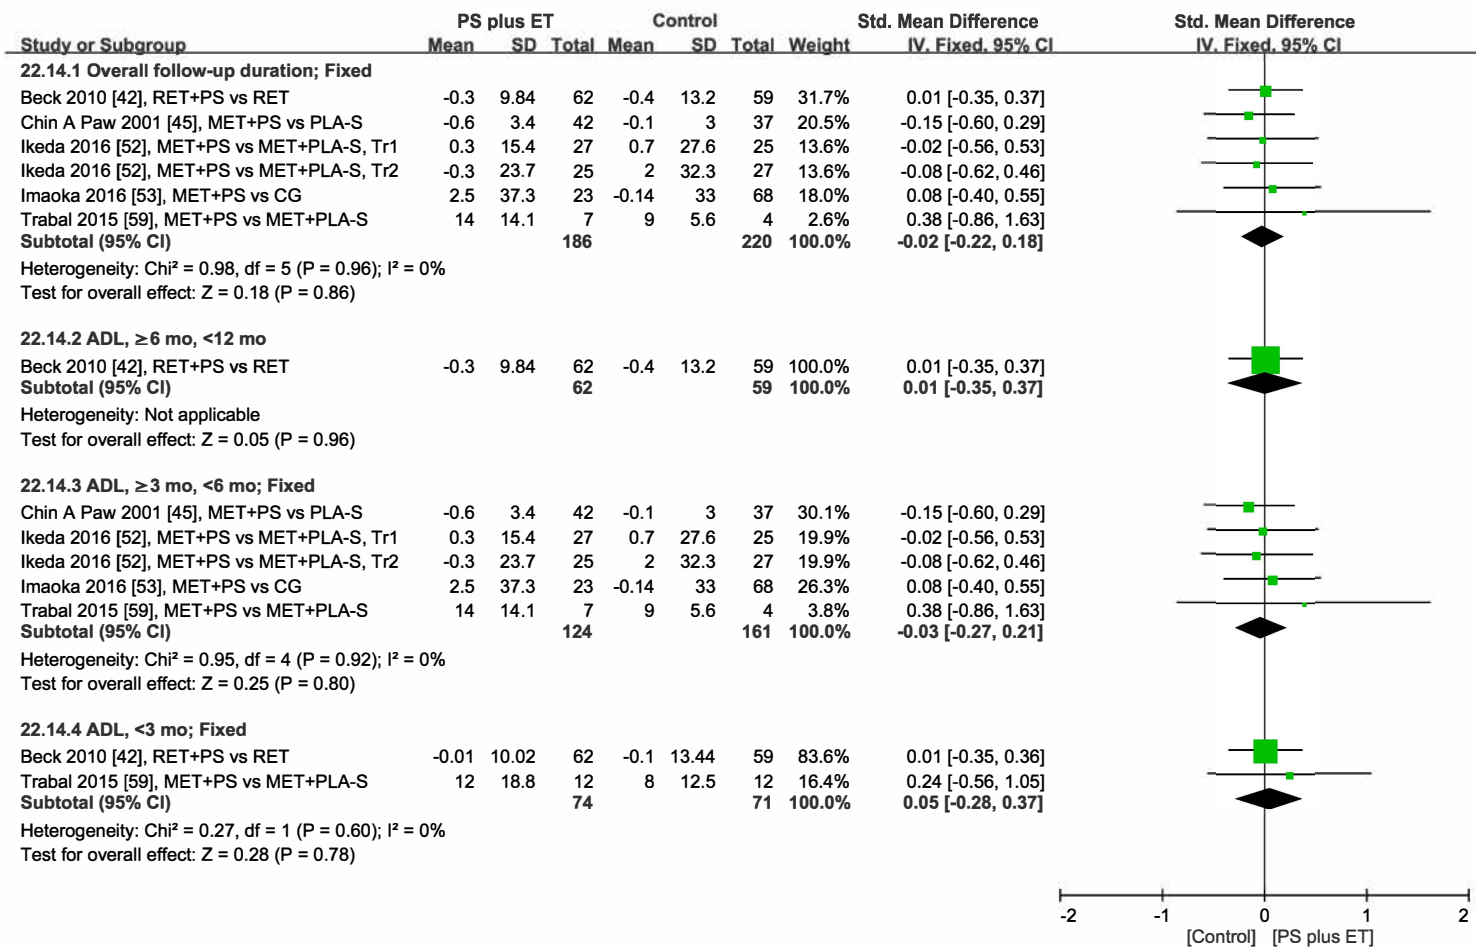 PS plus ET Control Std. Mean Difference Std. Mean Difference
Study or Subgroup Mean SD Total Mean SD Total Weight IV, Fixed, 95% CI IV, Fixed, 95% CI
22.14.1 Overall follow-up duration; Fixed
Beck 2010 [42], RET+PS vs RET -0.3 9.84 62 -0.4 13.2 59 31.7% 0.01 [-0.35, 0.37]
Chin A Paw 2001 [45], MET+PS vs PLA-S -0.6 3.4 42 -0.1 3 37 20.5% -0.15 [-0.60, 0.29]
Ikeda 2016 [52], MET+PS vs MET+PLA-S, Tr1 0.3 15.4 27 0.7 27.6 25 13.6% -0.02 [-0.56, 0.53]
Ikeda 2016 [52], MET+PS vs MET+PLA-S, Tr2 -0.3 23.7 25 2 32.3 27 13.6% -0.08 [-0.62, 0.46]
Imaoka 2016 [53], MET+PS vs CG 2.5 37.3 23 -0.14 33 68 18.0% 0.08 [-0.40, 0.55]
Trabal 2015 [59], MET+PS vs MET+PLA-S 14 14.1 7 9 5.6 4 2.6% 0.38 [-0.86, 1.63]
Subtotal (95% CI) 186 220 100.0% -0.02 [-0.22, 0.18]
Heterogeneity: Chi² = 0.98, df = 5 (P = 0.96); I² = 0%
Test for overall effect: Z = 0.18 (P = 0.86)
22.14.2 ADL, ≥6 mo, <12 mo
Beck 2010 [42], RET+PS vs RET -0.3 9.84 62 -0.4 13.2 59 100.0% 0.01 [-0.35, 0.37]
Subtotal (95% CI) 62 59 100.0% 0.01 [-0.35, 0.37]
Heterogeneity: Not applicable
Test for overall effect: Z = 0.05 (P = 0.96)
22.14.3 ADL, ≥3 mo, <6 mo; Fixed
Chin A Paw 2001 [45], MET+PS vs PLA-S -0.6 3.4 42 -0.1 3 37 30.1% -0.15 [-0.60, 0.29]
Ikeda 2016 [52], MET+PS vs MET+PLA-S, Tr1 0.3 15.4 27 0.7 27.6 25 19.9% -0.02 [-0.56, 0.53]
Ikeda 2016 [52], MET+PS vs MET+PLA-S, Tr2 -0.3 23.7 25 2 32.3 27 19.9% -0.08 [-0.62, 0.46]
Imaoka 2016 [53], MET+PS vs CG 2.5 37.3 23 -0.14 33 68 26.3% 0.08 [-0.40, 0.55]
Trabal 2015 [59], MET+PS vs MET+PLA-S 14 14.1 7 9 5.6 4 3.8% 0.38 [-0.86, 1.63]
Subtotal (95% CI) 124 161 100.0% -0.03 [-0.27, 0.21]
Heterogeneity: Chi² = 0.95, df = 4 (P = 0.92); I² = 0%
Test for overall effect: Z = 0.25 (P = 0.80)
22.14.4 ADL, <3 mo; Fixed
Beck 2010 [42], RET+PS vs RET -0.01 10.02 62 -0.1 13.44 59 83.6% 0.01 [-0.35, 0.36]
Trabal 2015 [59], MET+PS vs MET+PLA-S 12 18.8 12 8 12.5 12 16.4% 0.24 [-0.56, 1.05]
Subtotal (95% CI) 74 71 100.0% 0.05 [-0.28, 0.37]
Heterogeneity: Chi² = 0.27, df = 1 (P = 0.60); I² = 0%
Test for overall effect: Z = 0.28 (P = 0.78)
-2 -1 0 1 2
[Control] [PS plus ET]